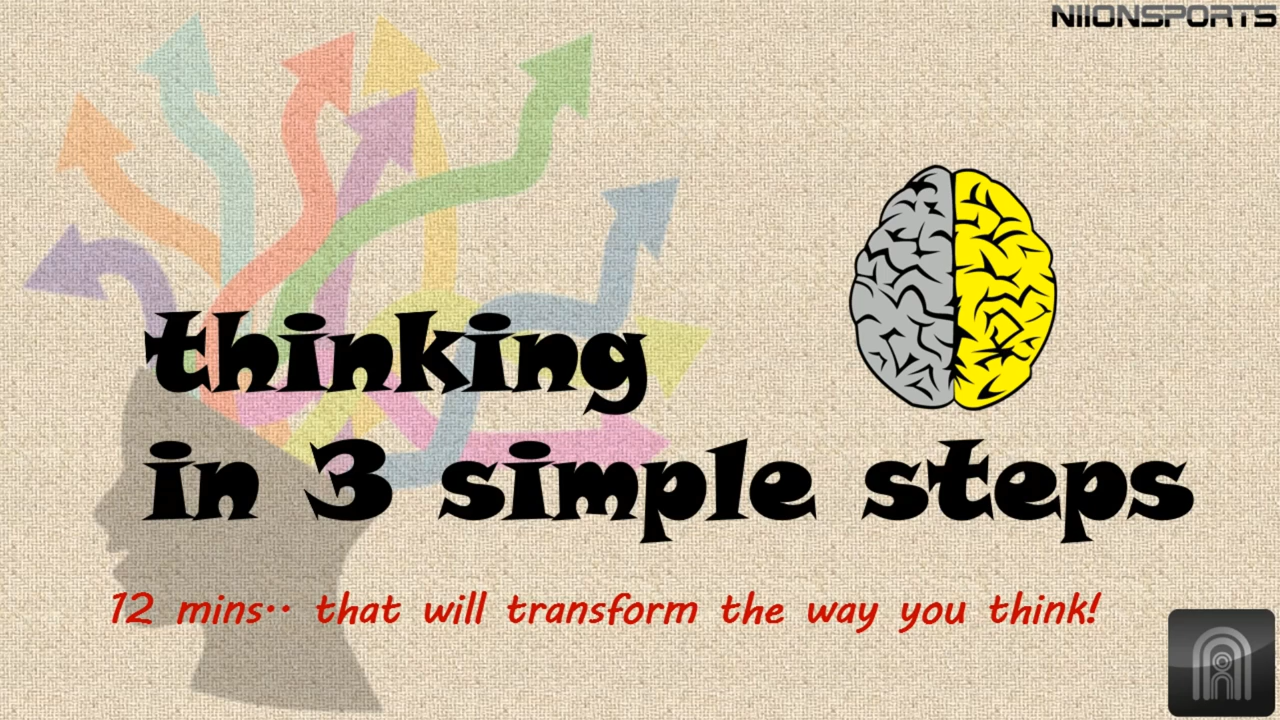 NIIONSPORTS
thinking
in 3 simple steps
12 mins·· that will transform the way you think!